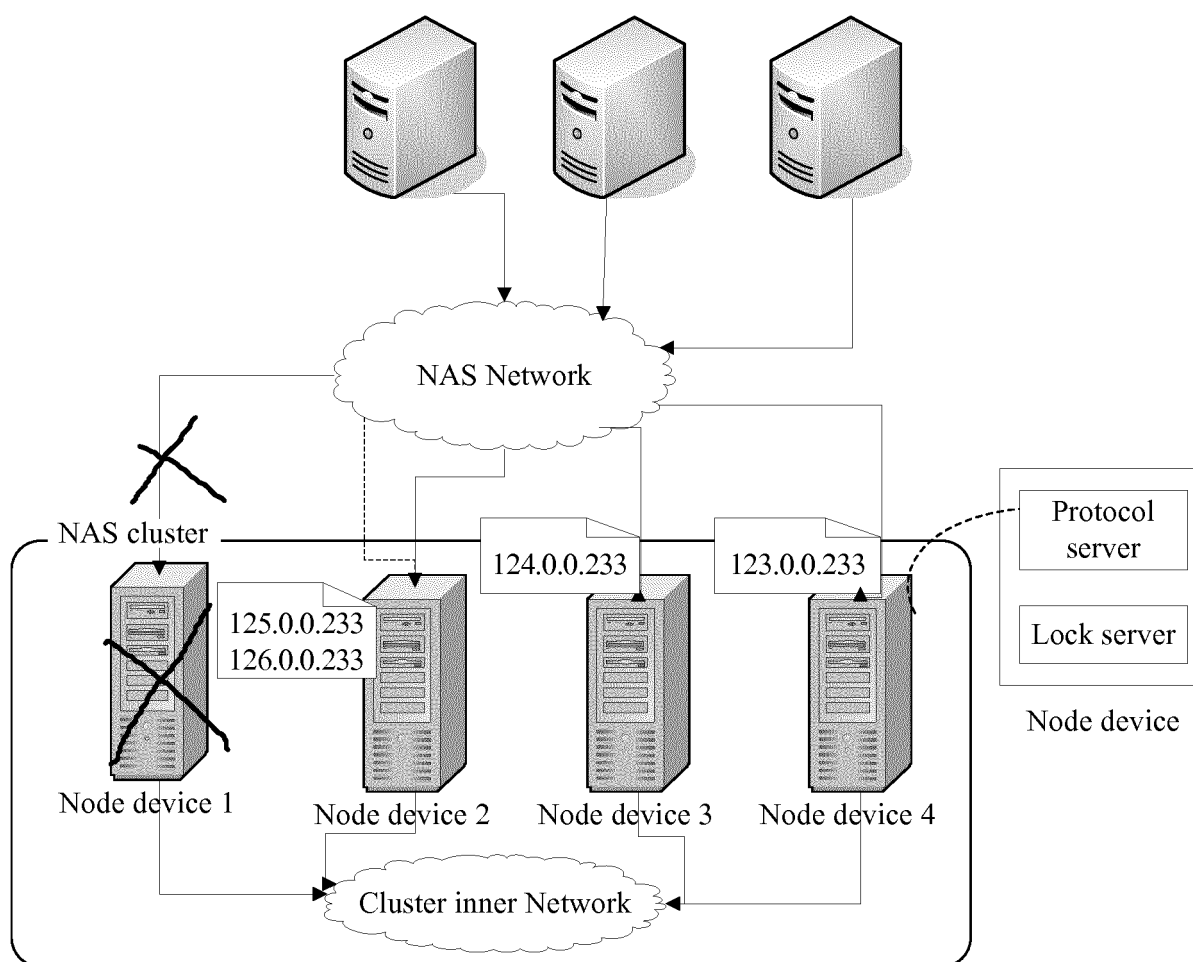 NAS Network
NAS cluster
124.0.0.233
123.0.0.233
Protocol
server
125.0.0.233
126.0.0.233
Lock server
Node device
Node device 1
Node device 2
Node device 3
Node device 4
Cluster inner Network